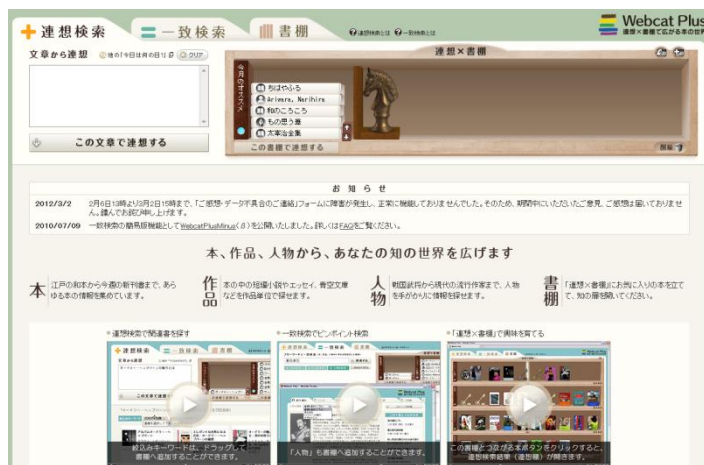 連想検索
一致検索
書棚
連想検索とは
一致検索とは
Webcat Plus
連想×書棚で広がる本の世界
文章から連想
他の「今日は何の日!」
クリア
この文章で連想する
連想×書棚
今月のオススメ
ちはやふる
Ariwara, Narihira
和のころころ
もの思う葦
太宰治全集
この書棚で連想する
削除
お知らせ
2012/3/2 2月6日13時より3月2日15時まで、「ご感想・データ不具合のご連絡」フォームに障害が発生し、正常に機能しておりませんでした。そのため、期間中にいただいたご意見、ご感想は届いておりません。謹んでお詫び申し上げます。
2010/07/09 一致検索の簡易版機能としてWebcatPlusMinus(β)を公開いたしました。詳しくはFAQをご覧ください。
本、作品、人物から、あなたの知の世界を広げます
本 江戸の和本から今週の新刊書まで、あらゆる本の情報を集めています。
作品 本の中の短編小説やエッセイ、青空文庫などを作品単位で探せます。
人物 戦国武将から現代の流行作家まで、人物を手がかりに情報を探せます。
書棚 「連想×書棚」にお気に入りの本を立てて、知の扉を開いてください。
連想検索で関連書を探す
一致検索でピンポイント検索
「連想×書棚」で興味を育てる
絞込みキーワードは、ドラッグして
書棚へ追加することができます。
「人物」も書棚へ追加することができます。
この書棚とつながる本ボタンをクリックすると、
連想検索結果(連想棚)が開きます。